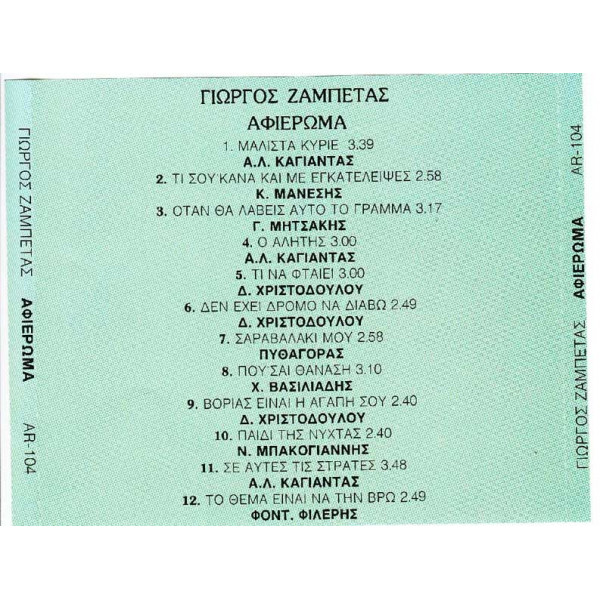 ΓΙΩΡΓΟΣ ΖΑΜΠΕΤΑΣ
ΑΦΙΕΡΩΜΑ
1. ΜΑΛΙΣΤΑ ΚΥΡΙΕ 3.39
Α.Λ. ΚΑΓΙΑΝΤΑΣ
2. ΤΙ ΣΟΥ'ΚΑΝΑ ΚΑΙ ΜΕ ΕΓΚΑΤΕΛΕΙΨΕΣ 2.58
Κ. ΜΑΝΕΣΗΣ
3. ΟΤΑΝ ΘΑ ΛΑΒΕΙΣ ΑΥΤΟ ΤΟ ΓΡΑΜΜΑ 3.17
Γ. ΜΗΤΣΑΚΗΣ
4. Ο ΑΛΗΤΗΣ 3.00
Α.Λ. ΚΑΓΙΑΝΤΑΣ
5. ΤΙ ΝΑ ΦΤΑΙΕΙ 3.00
Δ. ΧΡΙΣΤΟΔΟΥΛΟΥ
6. ΔΕΝ ΕΧΕΙ ΔΡΟΜΟ ΝΑ ΔΙΑΒΩ 2.49
Δ. ΧΡΙΣΤΟΔΟΥΛΟΥ
7. ΣΑΡΑΒΑΛΑΚΙ ΜΟΥ 2.58
ΠΥΘΑΓΟΡΑΣ
8. ΠΟΥ'ΣΑΙ ΘΑΝΑΣΗ 3.10
Χ. ΒΑΣΙΛΙΑΔΗΣ
9. ΒΟΡΙΑΣ ΕΙΝΑΙ Η ΑΓΑΠΗ ΣΟΥ 2.40
Δ. ΧΡΙΣΤΟΔΟΥΛΟΥ
10. ΠΑΙΔΙ ΤΗΣ ΝΥΧΤΑΣ 2.40
Ν. ΜΠΑΚΟΓΙΑΝΝΗΣ
11. ΣΕ ΑΥΤΕΣ ΤΙΣ ΣΤΡΑΤΕΣ 3.48
Α.Λ. ΚΑΓΙΑΝΤΑΣ
12. ΤΟ ΘΕΜΑ ΕΙΝΑΙ ΝΑ ΤΗΝ ΒΡΩ 2.49
ΦΟΝΤ. ΦΙΛΕΡΗΣ
ΓΙΩΡΓΟΣ ΖΑΜΠΕΤΑΣ ΑΦΙΕΡΩΜΑ AR-104
ΓΙΩΡΓΟΣ ΖΑΜΠΕΤΑΣ ΑΦΙΕΡΩΜΑ AR-104